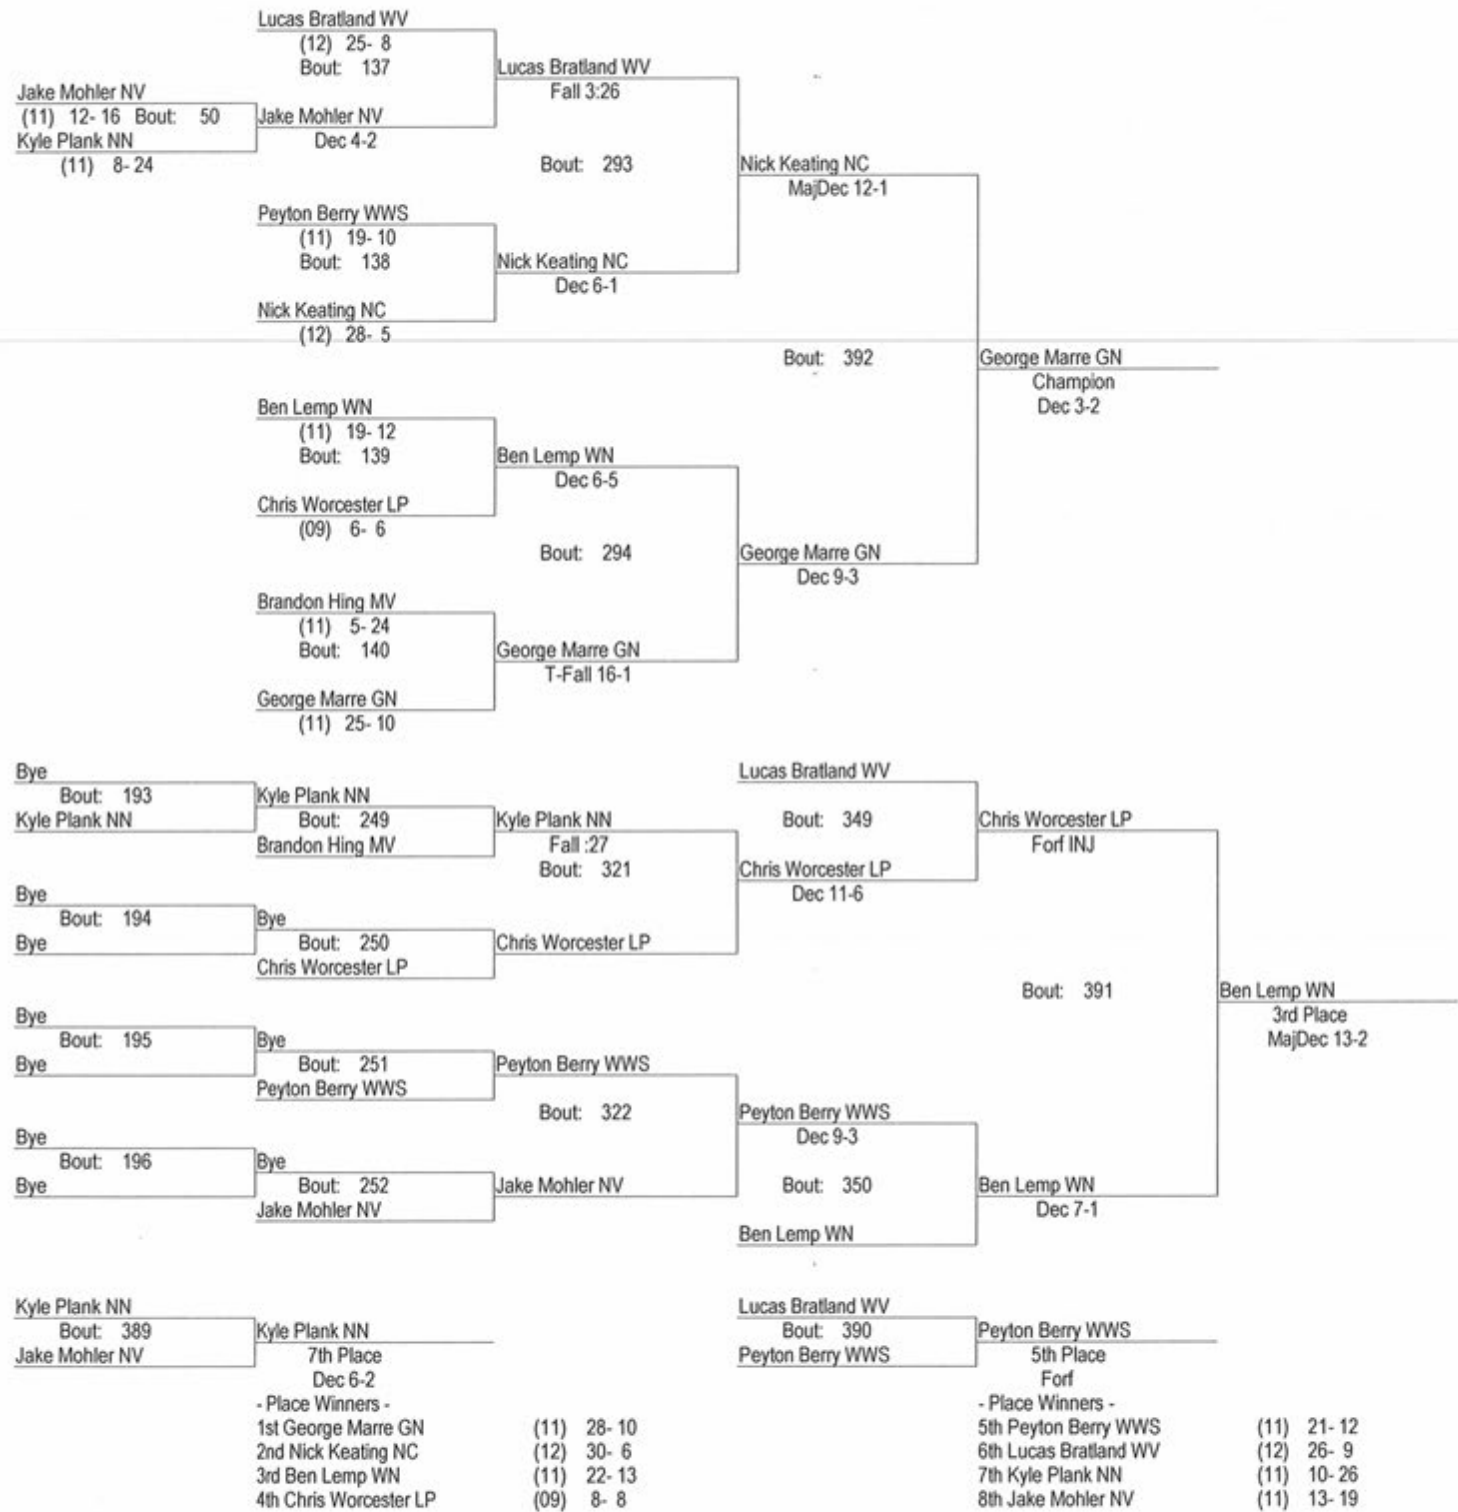 Lucas Bratland WV
(12) 25- 8
Bout: 137
Lucas Bratland WV
Fall 3:26
Jake Mohler NV
(11) 12- 16 Bout: 50
Jake Mohler NV
Dec 4-2
Kyle Plank NN
(11) 8- 24
Bout: 293
Nick Keating NC
MajDec 12-1
Peyton Berry WWS
(11) 19- 10
Bout: 138
Nick Keating NC
Dec 6-1
Nick Keating NC
(12) 28- 5
Bout: 392
George Marre GN
Champion
Dec 3-2
Ben Lemp WN
(11) 19- 12
Bout: 139
Ben Lemp WN
Dec 6-5
Chris Worcester LP
(09) 6- 6
Bout: 294
George Marre GN
Dec 9-3
Brandon Hing MV
(11) 5- 24
Bout: 140
George Marre GN
T-Fall 16-1
George Marre GN
(11) 25- 10
Bye
Bout: 193
Kyle Plank NN
Kyle Plank NN
Bout: 249
Brandon Hing MV
Kyle Plank NN
Fall :27
Bout: 321
Lucas Bratland WV
Bout: 349
Chris Worcester LP
Dec 11-6
Chris Worcester LP
Forf INJ
Bye
Bout: 194
Bye
Bye
Bout: 250
Chris Worcester LP
Chris Worcester LP
Bout: 391
Ben Lemp WN
3rd Place
MajDec 13-2
Bye
Bout: 195
Bye
Bye
Bout: 251
Peyton Berry WWS
Peyton Berry WWS
Bout: 322
Peyton Berry WWS
Dec 9-3
Bye
Bout: 196
Bye
Bye
Bout: 252
Jake Mohler NV
Jake Mohler NV
Bout: 350
Ben Lemp WN
Ben Lemp WN
Dec 7-1
Kyle Plank NN
Bout: 389
Jake Mohler NV
Kyle Plank NN
7th Place
Dec 6-2
Lucas Bratland WV
Bout: 390
Peyton Berry WWS
Peyton Berry WWS
5th Place
Forf
- Place Winners -
1st George Marre GN (11) 28- 10
2nd Nick Keating NC (12) 30- 6
3rd Ben Lemp WN (11) 22- 13
4th Chris Worcester LP (09) 8- 8
- Place Winners -
5th Peyton Berry WWS (11) 21- 12
6th Lucas Bratland WV (12) 26- 9
7th Kyle Plank NN (11) 10- 26
8th Jake Mohler NV (11) 13- 19